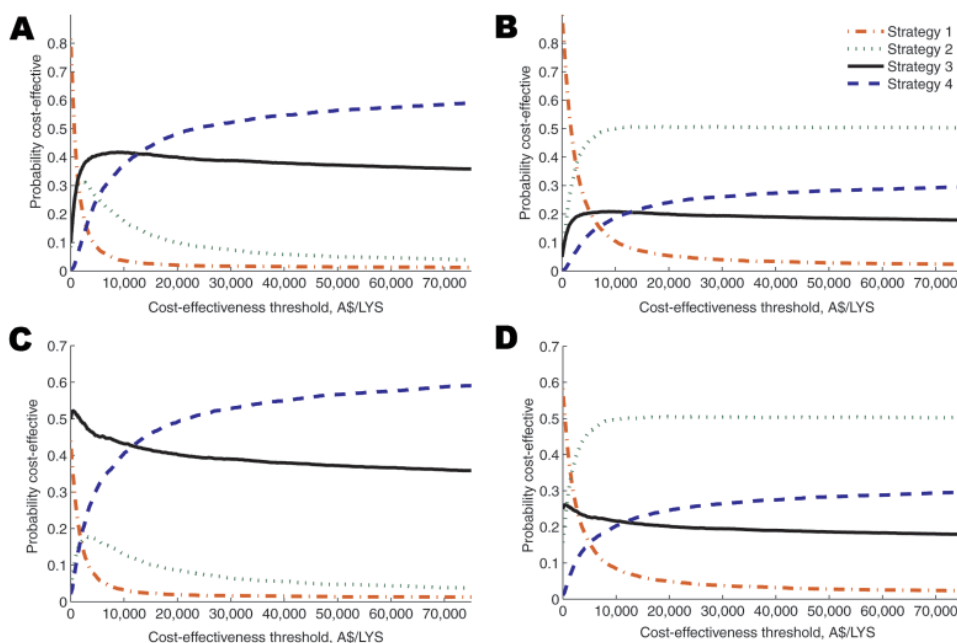 A
Probability cost-effective
0.8
0.7
0.6
0.5
0.4
0.3
0.2
0.1
0
0 10,000 20,000 30,000 40,000 50,000 60,000 70,000
Cost-effectiveness threshold, A$/LYS
B
Probability cost-effective
0.8
0.7
0.6
0.5
0.4
0.3
0.2
0.1
0
0 10,000 20,000 30,000 40,000 50,000 60,000 70,000
Cost-effectiveness threshold, A$/LYS
Strategy 1
Strategy 2
Strategy 3
Strategy 4
C
Probability cost-effective
0.7
0.6
0.5
0.4
0.3
0.2
0.1
0
0 10,000 20,000 30,000 40,000 50,000 60,000 70,000
Cost-effectiveness threshold, A$/LYS
D
Probability cost-effective
0.7
0.6
0.5
0.4
0.3
0.2
0.1
0
0 10,000 20,000 30,000 40,000 50,000 60,000 70,000
Cost-effectiveness threshold, A$/LYS